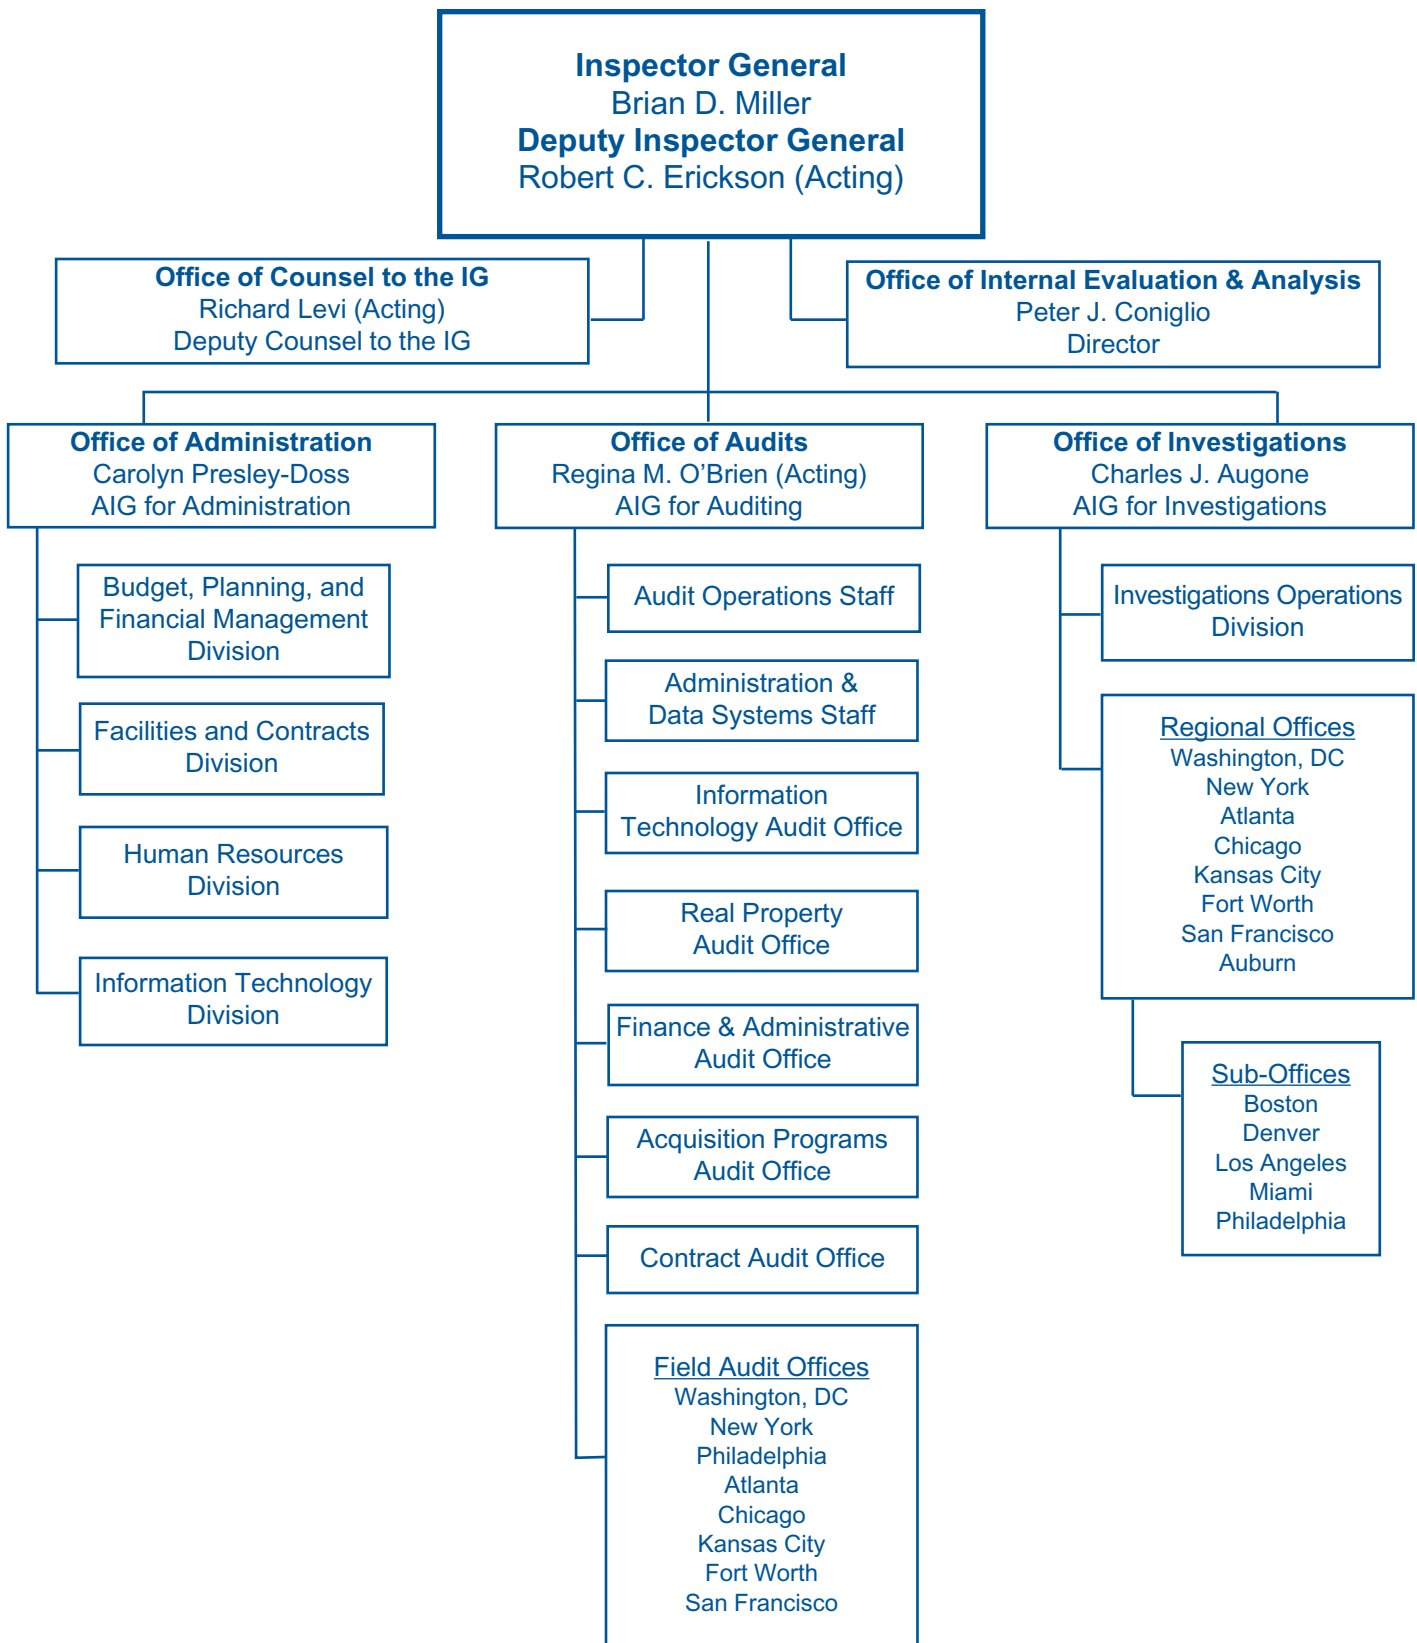 Inspector General
Brian D. Miller
Deputy Inspector General
Robert C. Erickson (Acting)
Office of Counsel to the IG
Richard Levi (Acting)
Deputy Counsel to the IG
Office of Internal Evaluation & Analysis
Peter J. Coniglio
Director
Office of Administration
Carolyn Presley-Doss
AIG for Administration
Budget, Planning, and
Financial Management
Division
Facilities and Contracts
Division
Human Resources
Division
Information Technology
Division
Office of Audits
Regina M. O’Brien (Acting)
AIG for Auditing
Audit Operations Staff
Administration &
Data Systems Staff
Information
Technology Audit Office
Real Property
Audit Office
Finance & Administrative
Audit Office
Acquisition Programs
Audit Office
Contract Audit Office
Field Audit Offices
Washington, DC
New York
Philadelphia
Atlanta
Chicago
Kansas City
Fort Worth
San Francisco
Office of Investigations
Charles J. Augone
AIG for Investigations
Investigations Operations
Division
Regional Offices
Washington, DC
New York
Atlanta
Chicago
Kansas City
Fort Worth
San Francisco
Auburn
Sub-Offices
Boston
Denver
Los Angeles
Miami
Philadelphia